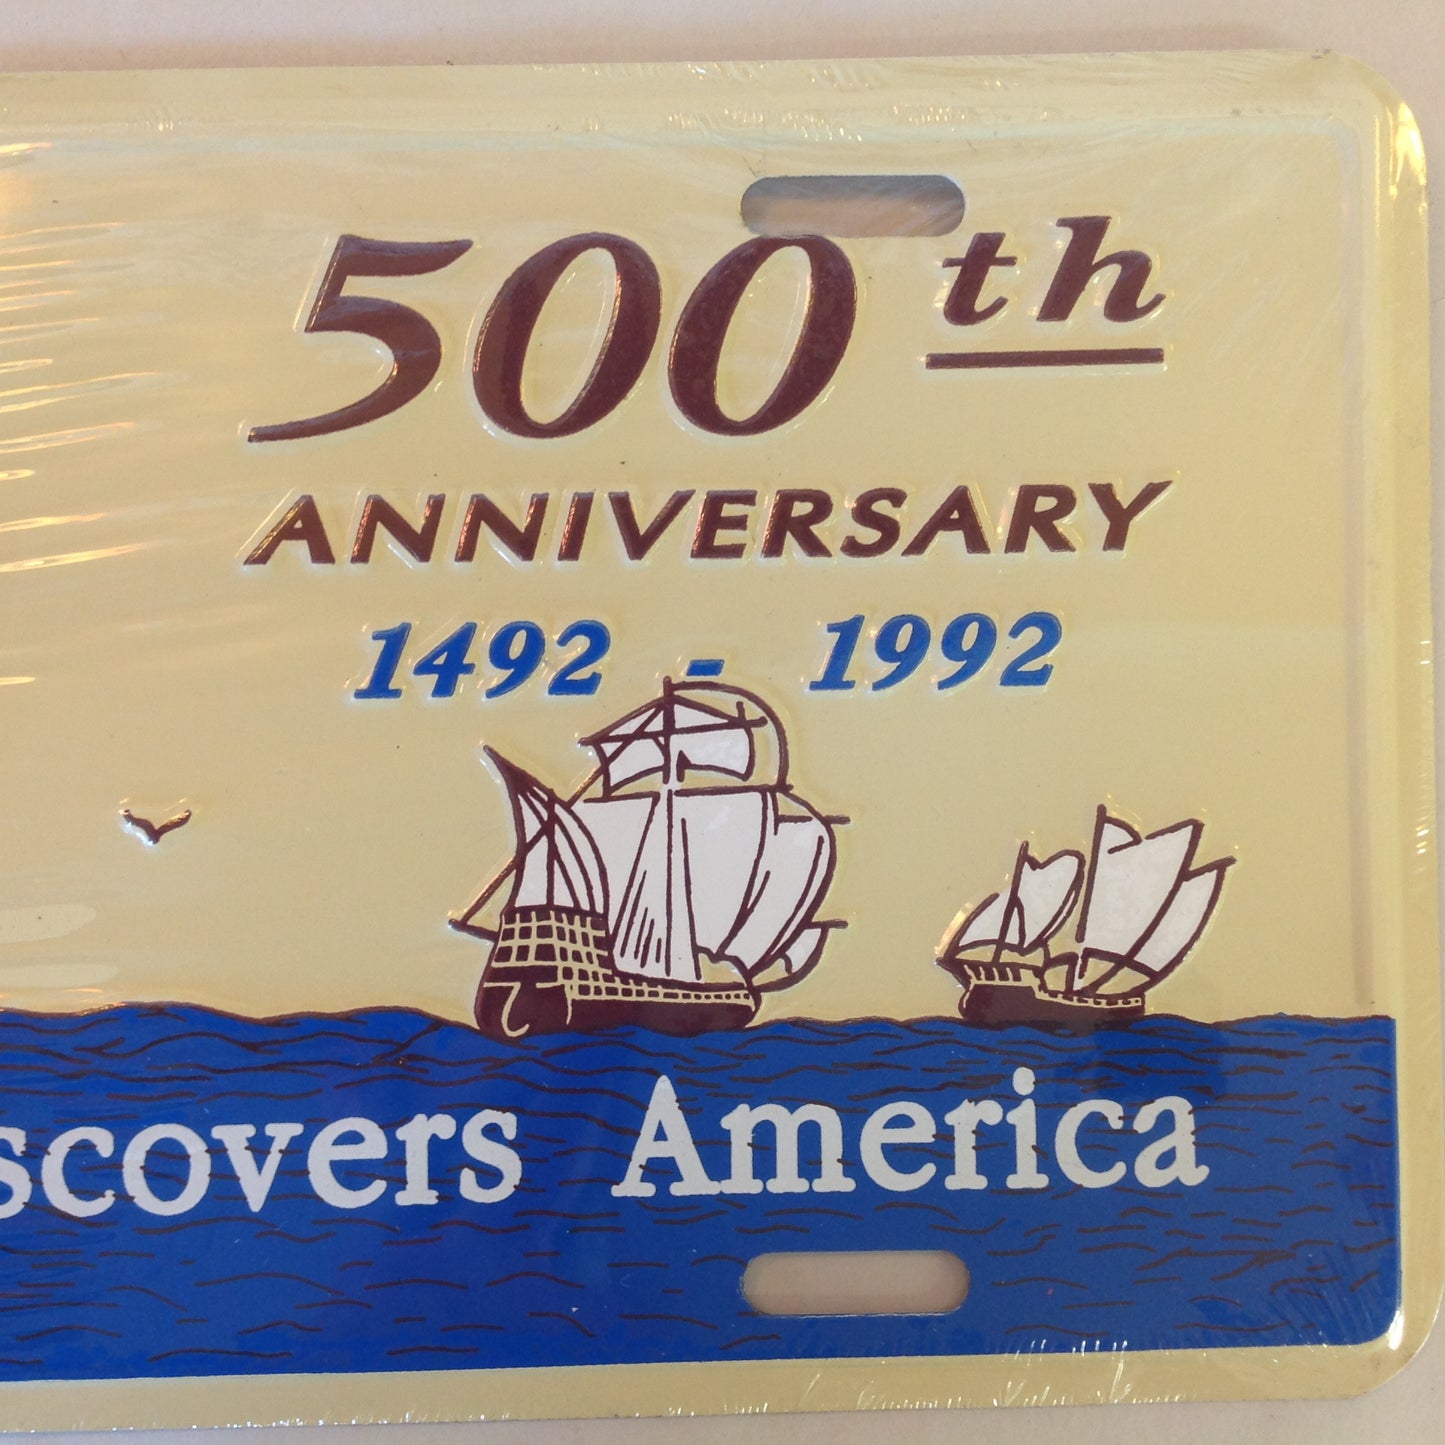 500th
ANNIVERSARY
1492 - 1992
scovers America